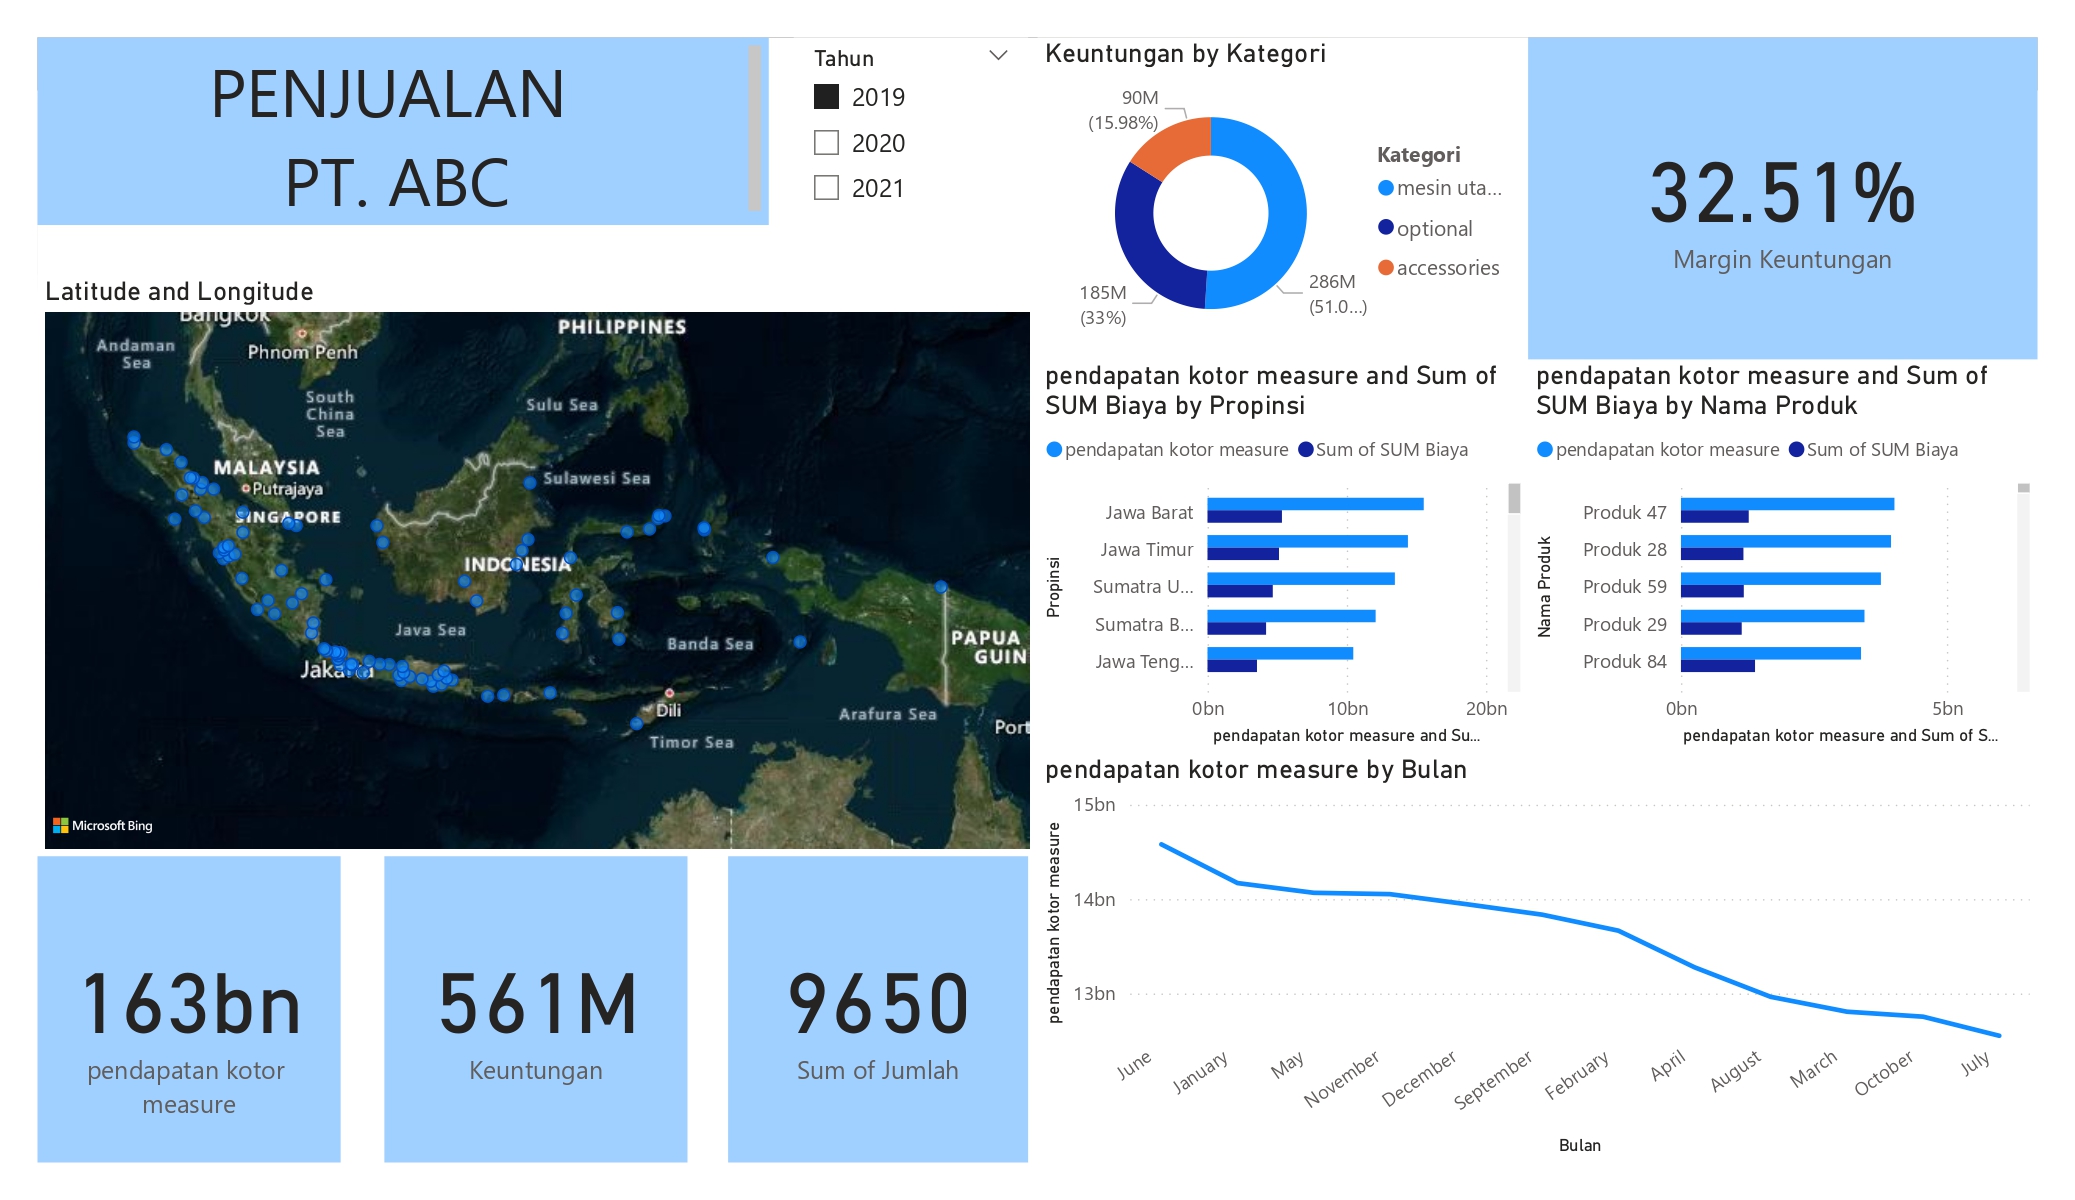 PENJUALAN
PT. ABC
Tahun
2019
2020
2021
Keuntungan by Kategori
90M
(15.98%)
185M
(33%)
286M
(51.0...)
Kategori
mesin uta...
optional
accessories
32.51%
Margin Keuntungan
Latitude and Longitude
Bangkok
Andaman
Sea
Phnom Penh
PHILIPPINES
South
China
Sea
Sulu Sea
MALAYSIA
Putrajaya
Sulawesi Sea
SINGAPORE
INDONESIA
Java Sea
Banda Sea
PAPUA
GUIN
Jakarta
Dili
Arafura Sea
Port
Timor Sea
Microsoft Bing
pendapatan kotor measure and Sum of
SUM Biaya by Propinsi
pendapatan kotor measure Sum of SUM Biaya
Propinsi
Jawa Barat
Jawa Timur
Sumatra U...
Sumatra B...
Jawa Teng...
0bn 10bn 20bn
pendapatan kotor measure and Su...
pendapatan kotor measure and Sum of
SUM Biaya by Nama Produk
pendapatan kotor measure Sum of SUM Biaya
Nama Produk
Produk 47
Produk 28
Produk 59
Produk 29
Produk 84
0bn 5bn
pendapatan kotor measure and Sum of S...
163bn
pendapatan kotor
measure
561M
Keuntungan
9650
Sum of Jumlah
pendapatan kotor measure by Bulan
pendapatan kotor measure
15bn
14bn
13bn
June January May November December September February April August March October July
Bulan